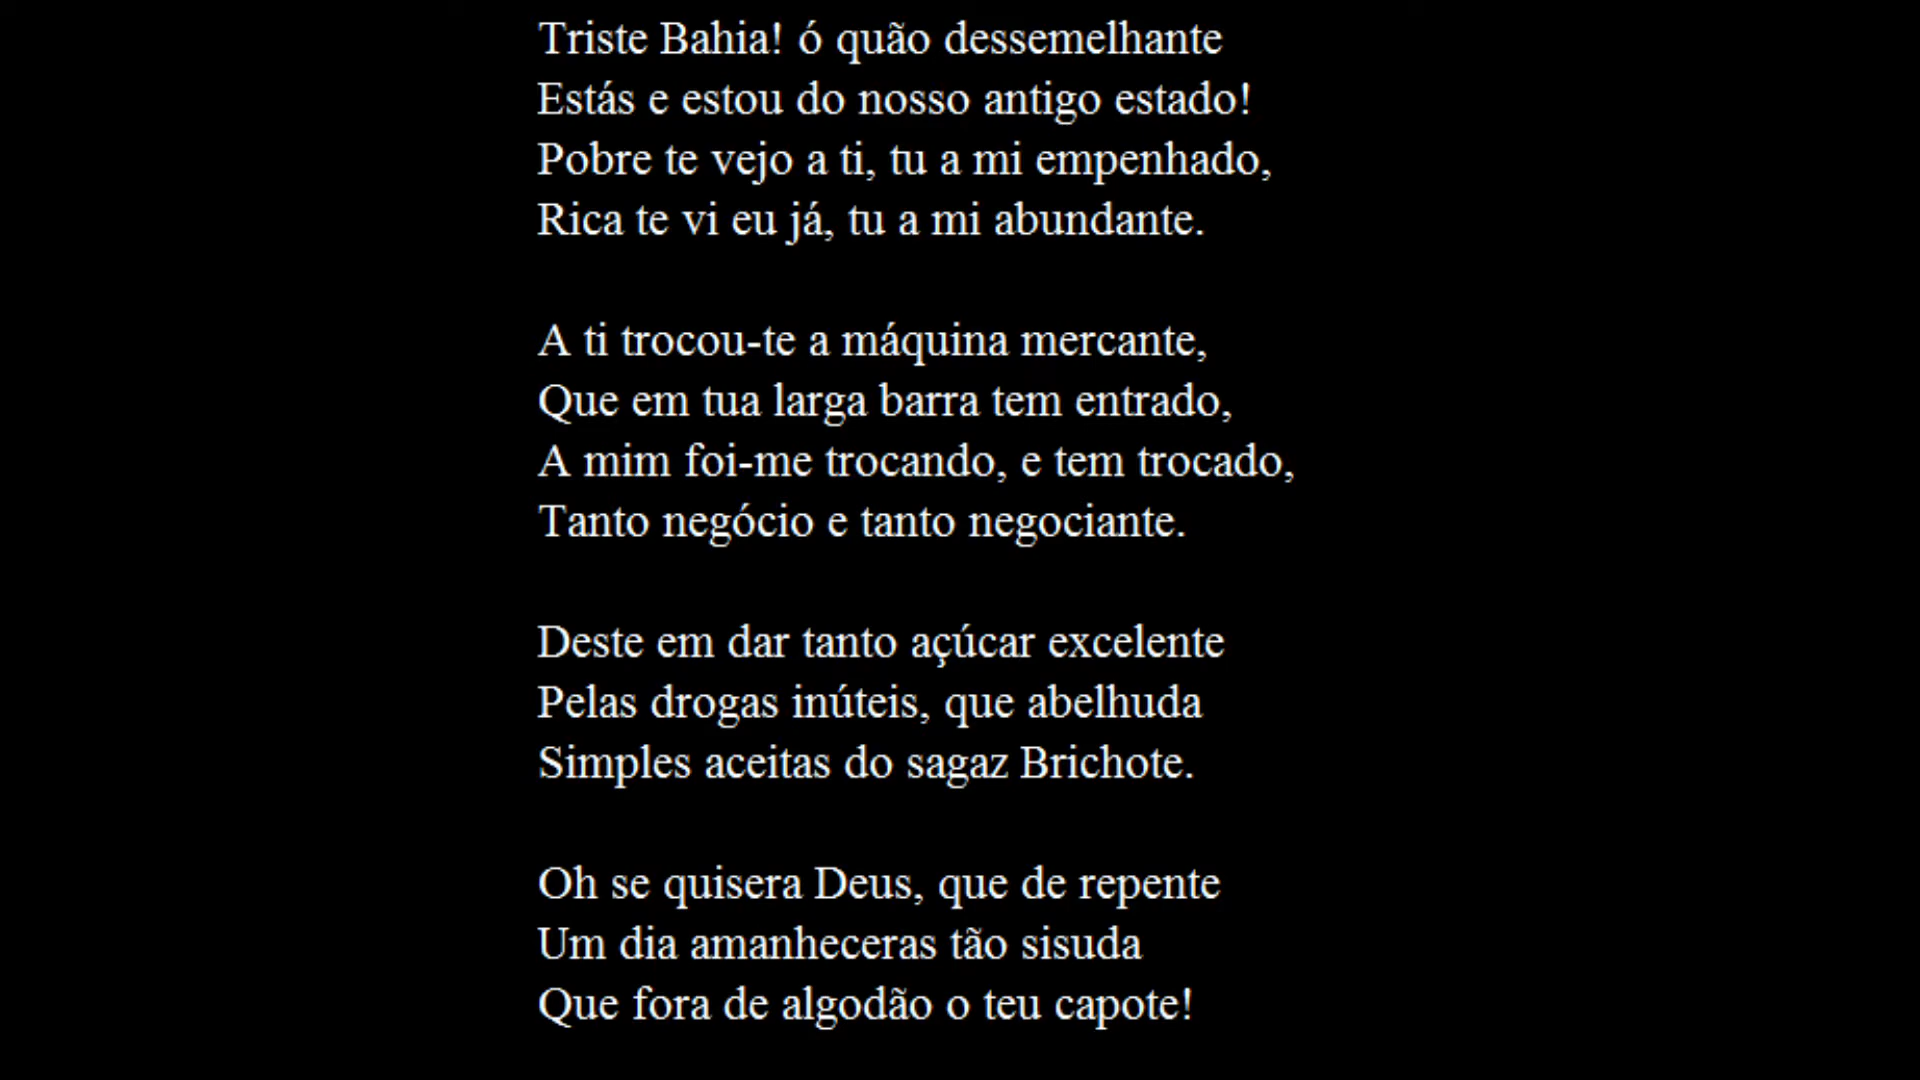 Triste Bahia! ó quão dessemelhante
Estás e estou do nosso antigo estado!
Pobre te vejo a ti, tu a mi empenhado,
Rica te vi eu já, tu a mi abundante.

A ti trocou-te a máquina mercante,
Que em tua larga barra tem entrado,
A mim foi-me trocando, e tem trocado,
Tanto negócio e tanto negociante.

Deste em dar tanto açúcar excelente
Pelas drogas inúteis, que abelhuda
Simples aceitas do sagaz Brichote.

Oh se quisera Deus, que de repente
Um dia amanheceras tão sisuda
Que fora de algodão o teu capote!